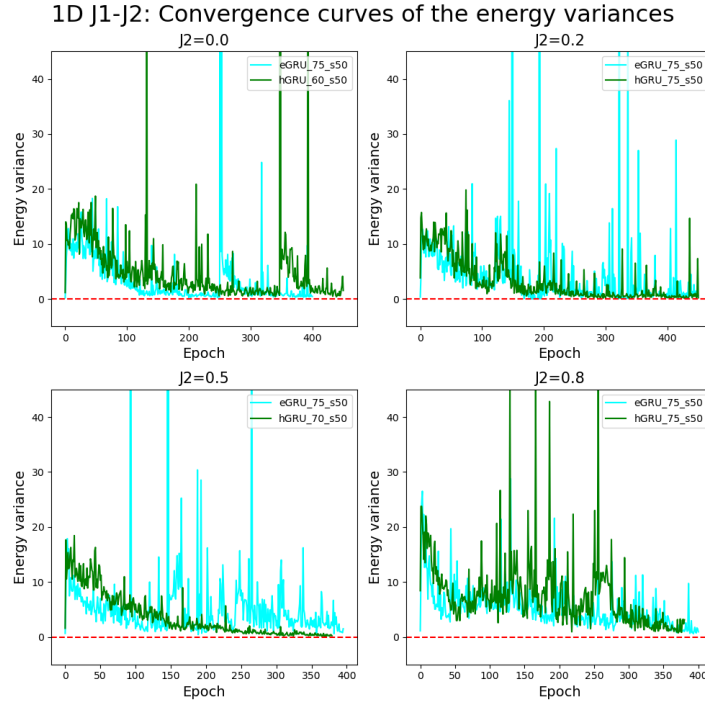 1D J1-J2: Convergence curves of the energy variances
J2=0.0
eGRU_75_s50
hGRU_60_s50
Energy variance
40
30
20
10
0
0 100 200 300 400
Epoch
J2=0.2
eGRU_75_s50
hGRU_75_s50
Energy variance
40
30
20
10
0
0 100 200 300 400
Epoch
J2=0.5
eGRU_75_s50
hGRU_70_s50
Energy variance
40
30
20
10
0
0 50 100 150 200 250 300 350 400
Epoch
J2=0.8
eGRU_75_s50
hGRU_75_s50
Energy variance
40
30
20
10
0
0 50 100 150 200 250 300 350 400
Epoch